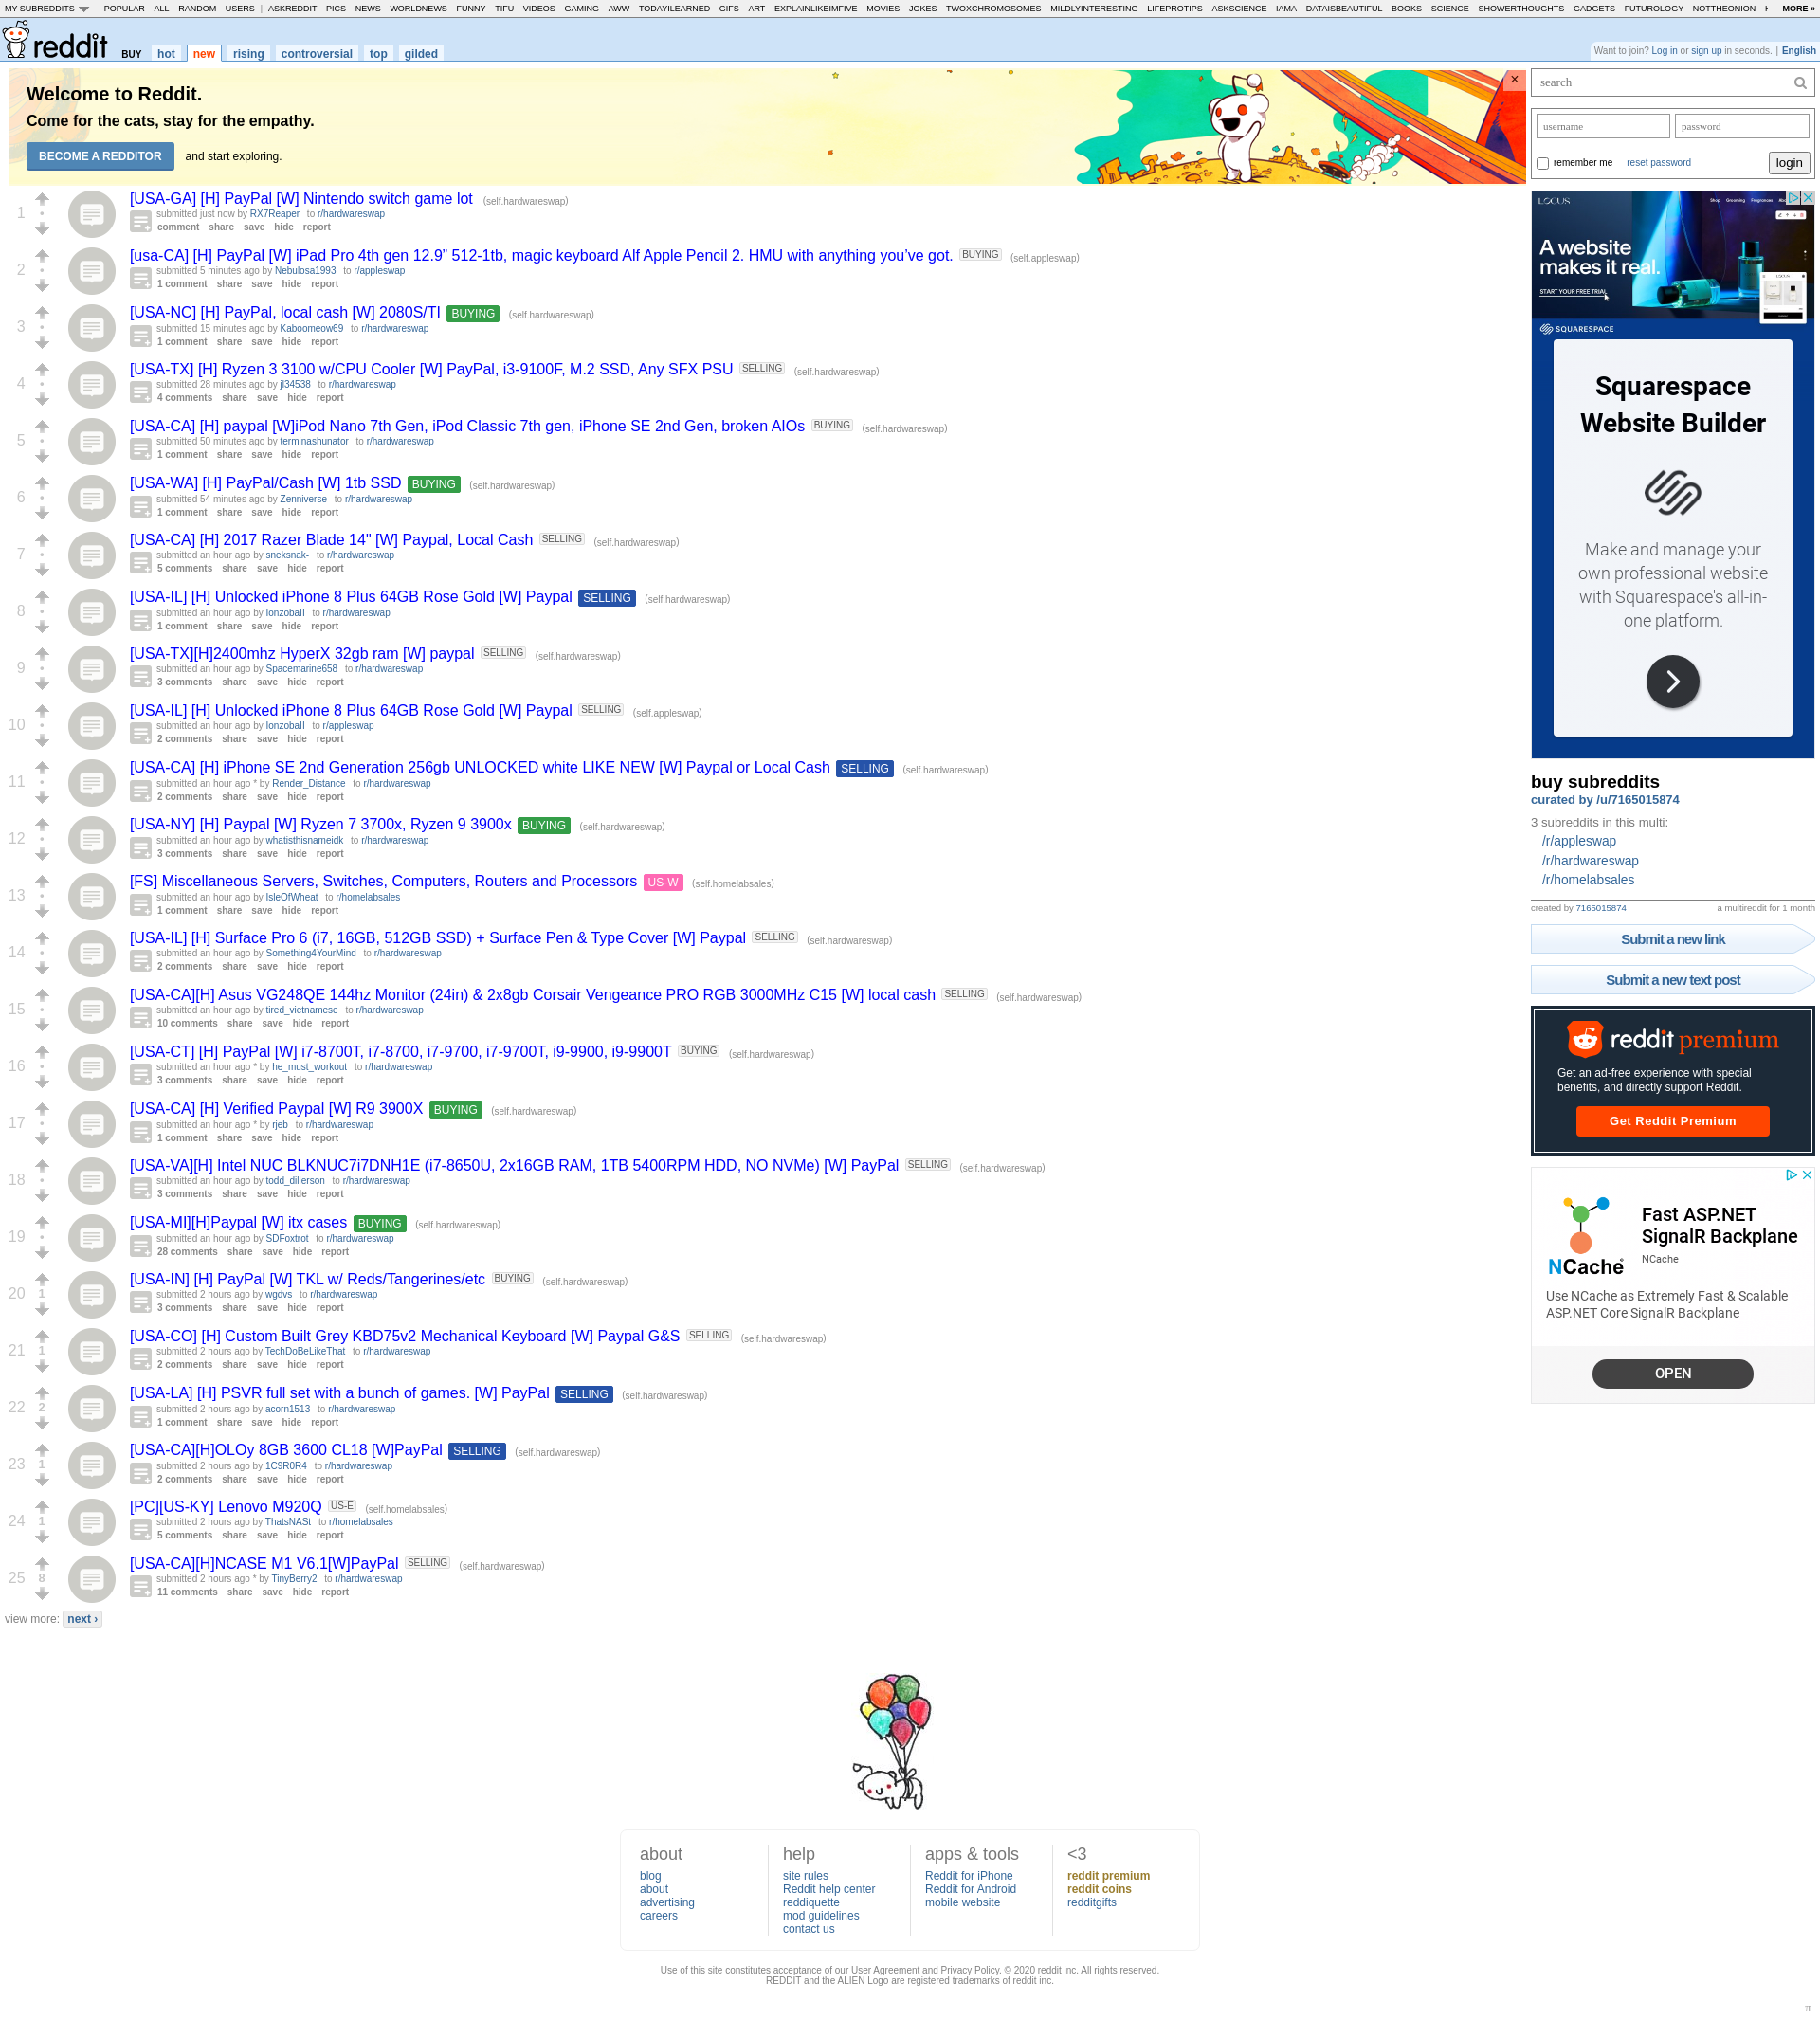 MY SUBREDDITS POPULAR - ALL - RANDOM - USERS | ASKREDDIT - PICS - NEWS - WORLDNEWS - FUNNY - TIFU - VIDEOS - GAMING - AWW - TODAYILEARNED - GIFS - ART - EXPLAINLIKEIMFIVE - MOVIES - JOKES - TWOXCHROMOSOMES - MILDLYINTERESTING - LIFEPROTIPS - ASKSCIENCE - IAMA - DATAISBEAUTIFUL - BOOKS - SCIENCE - SHOWERTHOUGHTS - GADGETS - FUTUROLOGY - NOTTHEONION - MORE »
reddit BUY hot new rising controversial top gilded
Want to join? Log in or sign up in seconds. | English
Welcome to Reddit.
Come for the cats, stay for the empathy.
BECOME A REDDITOR and start exploring.
×
1
[USA-GA] [H] PayPal [W] Nintendo switch game lot (self.hardwareswap)
submitted just now by RX7Reaper to r/hardwareswap
comment share save hide report
2
[usa-CA] [H] PayPal [W] iPad Pro 4th gen 12.9” 512-1tb, magic keyboard Alf Apple Pencil 2. HMU with anything you’ve got. BUYING (self.appleswap)
submitted 5 minutes ago by Nebulosa1993 to r/appleswap
1 comment share save hide report
3
[USA-NC] [H] PayPal, local cash [W] 2080S/TI BUYING (self.hardwareswap)
submitted 15 minutes ago by Kaboomeow69 to r/hardwareswap
1 comment share save hide report
4
[USA-TX] [H] Ryzen 3 3100 w/CPU Cooler [W] PayPal, i3-9100F, M.2 SSD, Any SFX PSU SELLING (self.hardwareswap)
submitted 28 minutes ago by jl34538 to r/hardwareswap
4 comments share save hide report
5
[USA-CA] [H] paypal [W]iPod Nano 7th Gen, iPod Classic 7th gen, iPhone SE 2nd Gen, broken AIOs BUYING (self.hardwareswap)
submitted 50 minutes ago by terminashunator to r/hardwareswap
1 comment share save hide report
6
[USA-WA] [H] PayPal/Cash [W] 1tb SSD BUYING (self.hardwareswap)
submitted 54 minutes ago by Zenniverse to r/hardwareswap
1 comment share save hide report
7
[USA-CA] [H] 2017 Razer Blade 14" [W] Paypal, Local Cash SELLING (self.hardwareswap)
submitted an hour ago by sneksnak- to r/hardwareswap
5 comments share save hide report
8
[USA-IL] [H] Unlocked iPhone 8 Plus 64GB Rose Gold [W] Paypal SELLING (self.hardwareswap)
submitted an hour ago by lonzobaII to r/hardwareswap
1 comment share save hide report
9
[USA-TX][H]2400mhz HyperX 32gb ram [W] paypal SELLING (self.hardwareswap)
submitted an hour ago by Spacemarine658 to r/hardwareswap
3 comments share save hide report
10
[USA-IL] [H] Unlocked iPhone 8 Plus 64GB Rose Gold [W] Paypal SELLING (self.appleswap)
submitted an hour ago by lonzobaII to r/appleswap
2 comments share save hide report
11
[USA-CA] [H] iPhone SE 2nd Generation 256gb UNLOCKED white LIKE NEW [W] Paypal or Local Cash SELLING (self.hardwareswap)
submitted an hour ago * by Render_Distance to r/hardwareswap
2 comments share save hide report
12
[USA-NY] [H] Paypal [W] Ryzen 7 3700x, Ryzen 9 3900x BUYING (self.hardwareswap)
submitted an hour ago by whatisthisnameidk to r/hardwareswap
3 comments share save hide report
13
[FS] Miscellaneous Servers, Switches, Computers, Routers and Processors US-W (self.homelabsales)
submitted an hour ago by IsleOfWheat to r/homelabsales
1 comment share save hide report
14
[USA-IL] [H] Surface Pro 6 (i7, 16GB, 512GB SSD) + Surface Pen & Type Cover [W] Paypal SELLING (self.hardwareswap)
submitted an hour ago by Something4YourMind to r/hardwareswap
2 comments share save hide report
15
[USA-CA][H] Asus VG248QE 144hz Monitor (24in) & 2x8gb Corsair Vengeance PRO RGB 3000MHz C15 [W] local cash SELLING (self.hardwareswap)
submitted an hour ago by tired_vietnamese to r/hardwareswap
10 comments share save hide report
16
[USA-CT] [H] PayPal [W] i7-8700T, i7-8700, i7-9700, i7-9700T, i9-9900, i9-9900T BUYING (self.hardwareswap)
submitted an hour ago * by he_must_workout to r/hardwareswap
3 comments share save hide report
17
[USA-CA] [H] Verified Paypal [W] R9 3900X BUYING (self.hardwareswap)
submitted an hour ago * by rjeb to r/hardwareswap
1 comment share save hide report
18
[USA-VA][H] Intel NUC BLKNUC7i7DNH1E (i7-8650U, 2x16GB RAM, 1TB 5400RPM HDD, NO NVMe) [W] PayPal SELLING (self.hardwareswap)
submitted an hour ago by todd_dillerson to r/hardwareswap
3 comments share save hide report
19
[USA-MI][H]Paypal [W] itx cases BUYING (self.hardwareswap)
submitted an hour ago by SDFoxtrot to r/hardwareswap
28 comments share save hide report
20 1
[USA-IN] [H] PayPal [W] TKL w/ Reds/Tangerines/etc BUYING (self.hardwareswap)
submitted 2 hours ago by wgdvs to r/hardwareswap
3 comments share save hide report
21 1
[USA-CO] [H] Custom Built Grey KBD75v2 Mechanical Keyboard [W] Paypal G&S SELLING (self.hardwareswap)
submitted 2 hours ago by TechDoBeLikeThat to r/hardwareswap
2 comments share save hide report
22 2
[USA-LA] [H] PSVR full set with a bunch of games. [W] PayPal SELLING (self.hardwareswap)
submitted 2 hours ago by acorn1513 to r/hardwareswap
1 comment share save hide report
23 1
[USA-CA][H]OLOy 8GB 3600 CL18 [W]PayPal SELLING (self.hardwareswap)
submitted 2 hours ago by 1C9R0R4 to r/hardwareswap
2 comments share save hide report
24 1
[PC][US-KY] Lenovo M920Q US-E (self.homelabsales)
submitted 2 hours ago by ThatsNASt to r/homelabsales
5 comments share save hide report
25 8
[USA-CA][H]NCASE M1 V6.1[W]PayPal SELLING (self.hardwareswap)
submitted 2 hours ago * by TinyBerry2 to r/hardwareswap
11 comments share save hide report
view more: next ›
search
username password
remember me reset password login
LOCUS
A website
makes it real.
START YOUR FREE TRIAL
SQUARESPACE
Squarespace
Website Builder
Make and manage your
own professional website
with Squarespace's all-in-
one platform.
buy subreddits
curated by /u/7165015874
3 subreddits in this multi:
/r/appleswap
/r/hardwareswap
/r/homelabsales
created by 7165015874 a multireddit for 1 month
Submit a new link
Submit a new text post
reddit premium
Get an ad-free experience with special
benefits, and directly support Reddit.
Get Reddit Premium
NCache
Fast ASP.NET
SignalR Backplane
NCache
Use NCache as Extremely Fast & Scalable
ASP.NET Core SignalR Backplane
OPEN
about
blog
about
advertising
careers
help
site rules
Reddit help center
reddiquette
mod guidelines
contact us
apps & tools
Reddit for iPhone
Reddit for Android
mobile website
<3
reddit premium
reddit coins
redditgifts
Use of this site constitutes acceptance of our User Agreement and Privacy Policy. © 2020 reddit inc. All rights reserved.
REDDIT and the ALIEN Logo are registered trademarks of reddit inc.
π